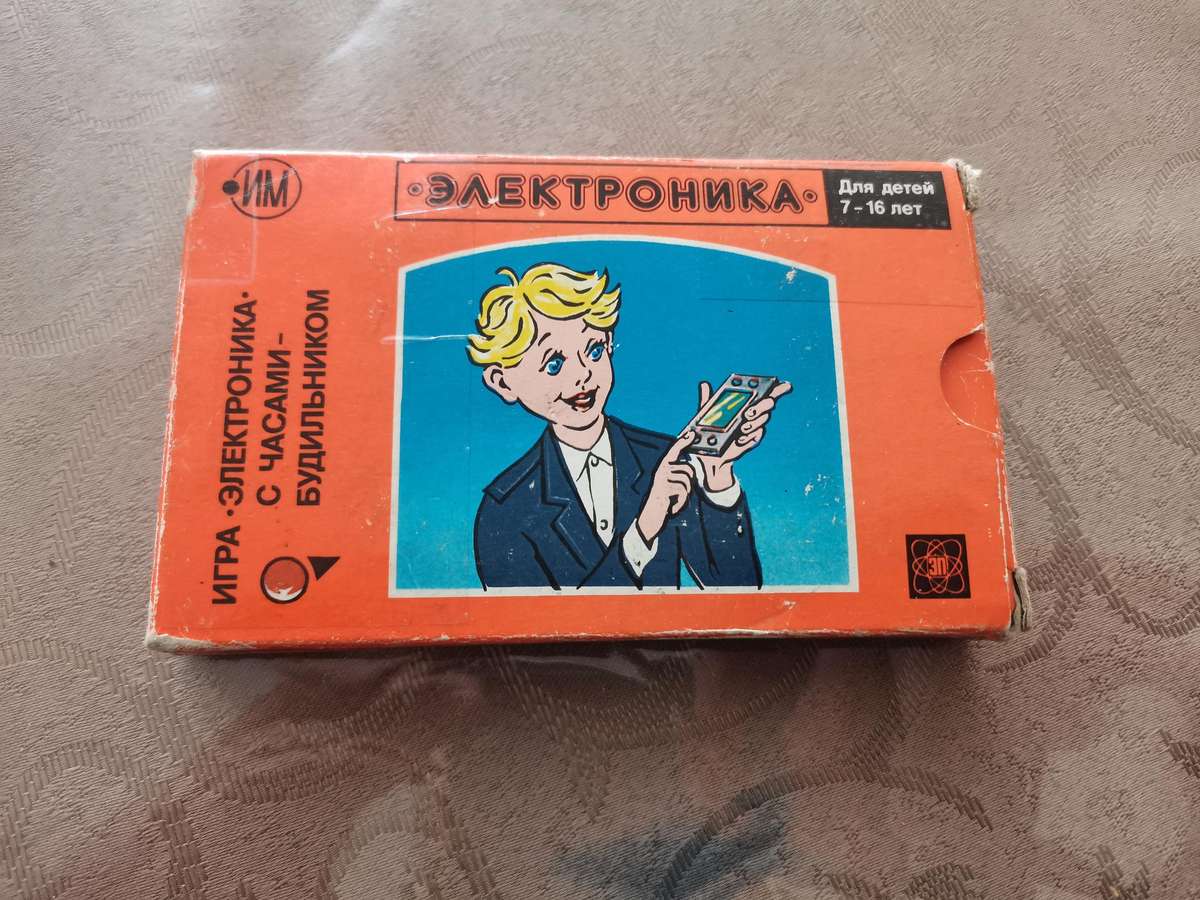 ИМ
·ЭЛЕКТРОНИКА·
Для детей
7-16 лет
ИГРА ·ЭЛЕКТРОНИКА·
С ЧАСАМИ-
БУДИЛЬНИКОМ
ЭП